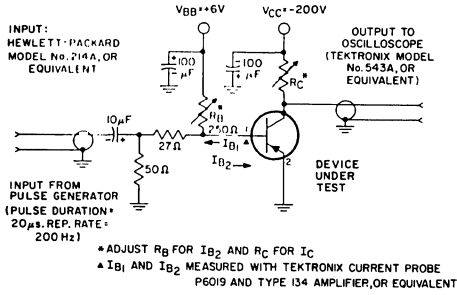 VBB=+6V
VCC=-200V
INPUT:
HEWLETT-PACKARD
MODEL No. 214A, OR
EQUIVALENT
OUTPUT TO
OSCILLOSCOPE
(TEKTRONIX MODEL
No. 543A, OR
EQUIVALENT)
100
μF
100
μF
RC*
*
RB
250Ω
10μF
27Ω
IB1
1
IB2
2
50Ω
DEVICE
UNDER
TEST
INPUT FROM
PULSE GENERATOR
(PULSE DURATION=
20μs. REP. RATE=
200 Hz)
* ADJUST RB FOR IB2 AND RC FOR IC
▲ IB1 AND IB2 MEASURED WITH TEKTRONIX CURRENT PROBE
P6019 AND TYPE 134 AMPLIFIER, OR EQUIVALENT